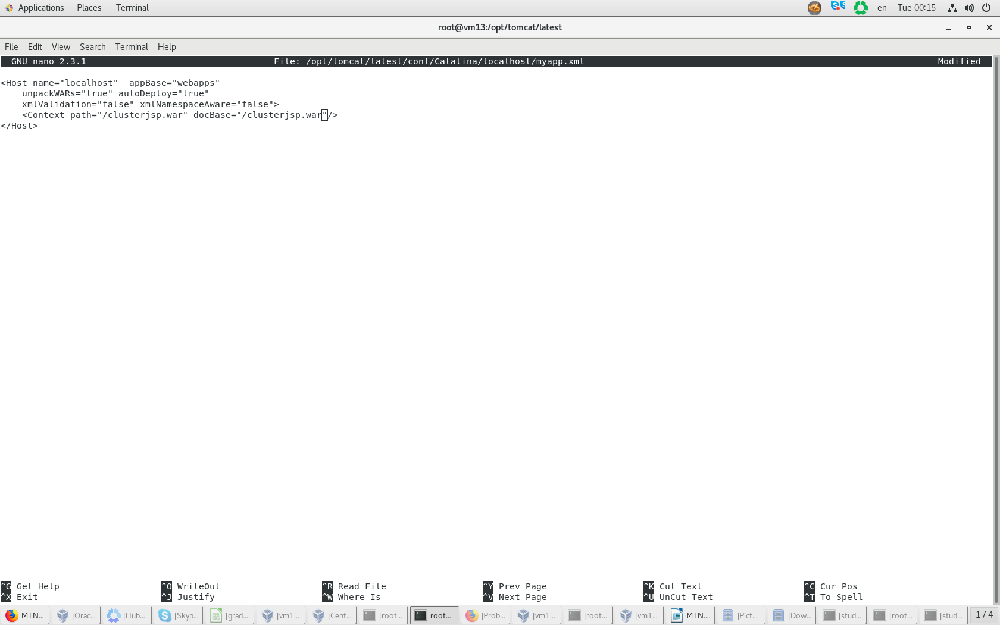 Applications Places Terminal en Tue 00:15
root@vm13:/opt/tomcat/latest
File Edit View Search Terminal Help
GNU nano 2.3.1 File: /opt/tomcat/latest/conf/Catalina/localhost/myapp.xml Modified
<Host name="localhost"  appBase="webapps"
    unpackWARs="true" autoDeploy="true"
    xmlValidation="false" xmlNamespaceAware="false">
    <Context path="/clusterjsp.war" docBase="/clusterjsp.war"/>
</Host>
^G Get Help ^O WriteOut ^R Read File ^Y Prev Page ^K Cut Text ^C Cur Pos
^X Exit ^J Justify ^W Where Is ^V Next Page ^U UnCut Text ^T To Spell
MTN... [Orac... [Hub... [Skyp... [grad... [vm1... [Cent... [root... root... [Prob... [vm1... [root... [vm1... MTN.... [Pict... [Dow... [stud... [root... [stud... 1 / 4